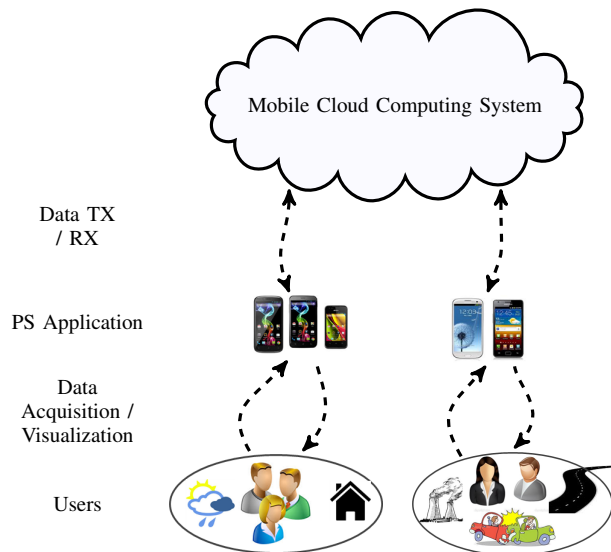 Mobile Cloud Computing System
Data TX
/ RX
PS Application
Data
Acquisition /
Visualization
Users